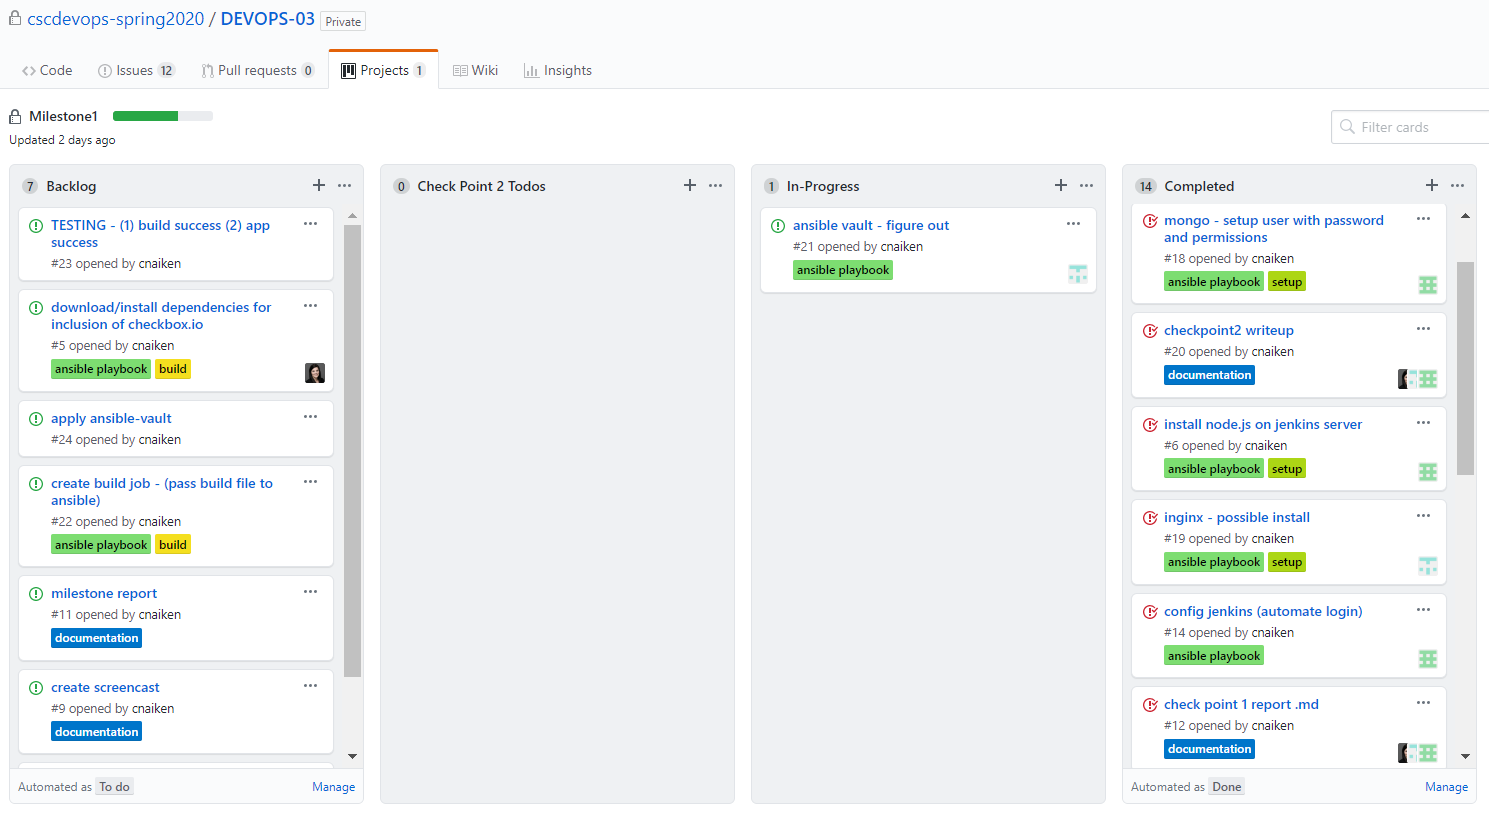 cscdevops-spring2020 / DEVOPS-03 Private
Code Issues 12 Pull requests 0 Projects 1 Wiki Insights
Milestone1
Updated 2 days ago
Filter cards
7 Backlog
TESTING - (1) build success (2) app
success
#23 opened by cnaiken
download/install dependencies for
inclusion of checkbox.io
#5 opened by cnaiken
ansible playbook build
apply ansible-vault
#24 opened by cnaiken
create build job - (pass build file to
ansible)
#22 opened by cnaiken
ansible playbook build
milestone report
#11 opened by cnaiken
documentation
create screencast
#9 opened by cnaiken
documentation
Automated as To do Manage
0 Check Point 2 Todos
1 In-Progress
ansible vault - figure out
#21 opened by cnaiken
ansible playbook
14 Completed
mongo - setup user with password
and permissions
#18 opened by cnaiken
ansible playbook setup
checkpoint2 writeup
#20 opened by cnaiken
documentation
install node.js on jenkins server
#6 opened by cnaiken
ansible playbook setup
inginx - possible install
#19 opened by cnaiken
ansible playbook setup
config jenkins (automate login)
#14 opened by cnaiken
ansible playbook
check point 1 report .md
#12 opened by cnaiken
documentation
Automated as Done Manage